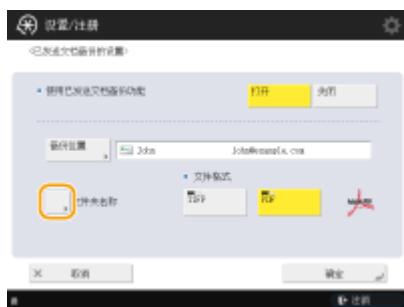 设置/注册
<已发送文档备份的设置>
使用已发送文档备份功能
打开
关闭
备份位置
John
John@example.com
文件格式
件夹名称
TIFF
PDF
取消
确定
注销